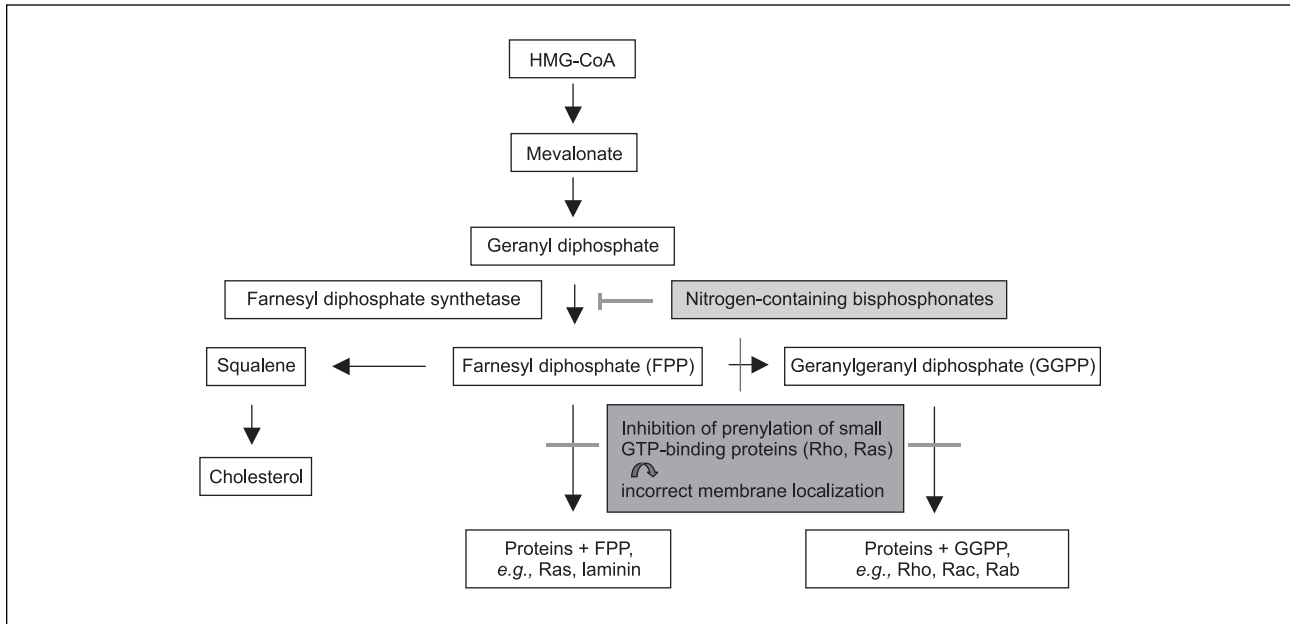 HMG-CoA
Mevalonate
Geranyl diphosphate
Farnesyl diphosphate synthetase
Nitrogen-containing bisphosphonates
Squalene
Farnesyl diphosphate (FPP)
Geranylgeranyl diphosphate (GGPP)
Inhibition of prenylation of small
GTP-binding proteins (Rho, Ras)
incorrect membrane localization
Cholesterol
Proteins + FPP,
e.g., Ras, laminin
Proteins + GGPP,
e.g., Rho, Rac, Rab